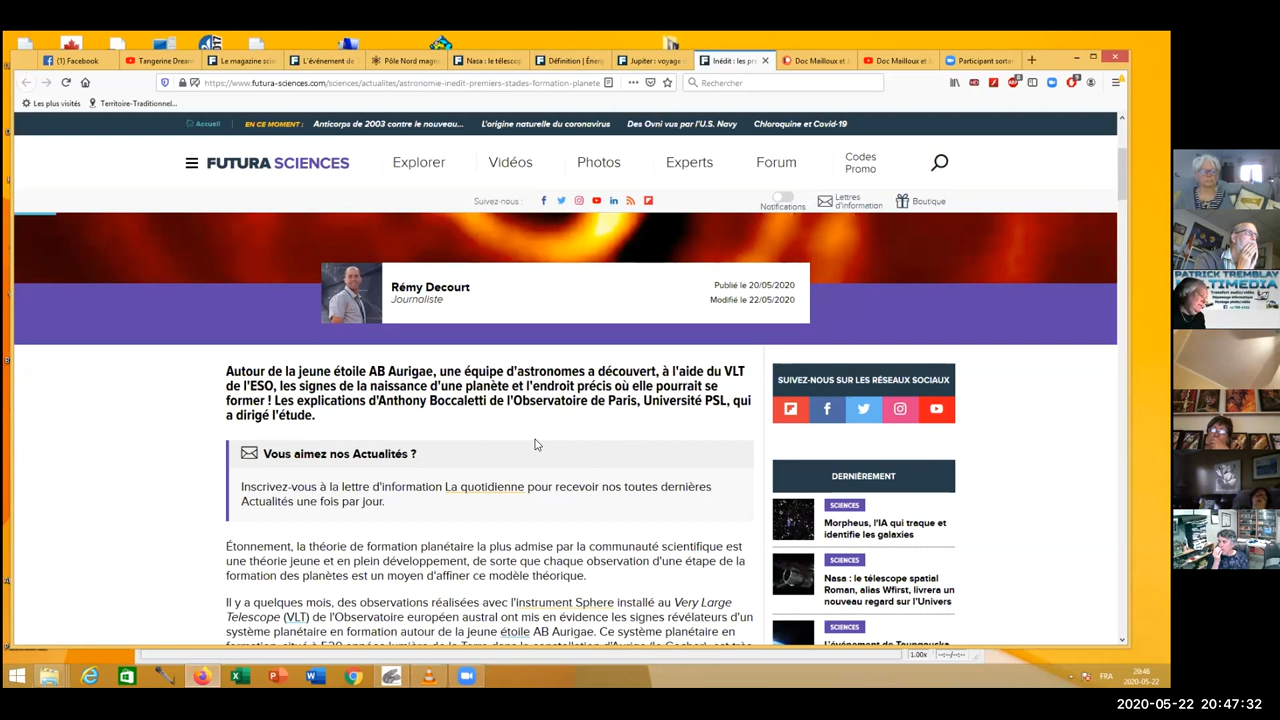 (1) Facebook
Tangerine Dream
Le magazine scie
L'événement de
Pôle Nord magn
Nasa : le télescop
Définition | Énerg
Jupiter : voyage d
Inédit : les pr
Doc Mailloux et J
Doc Mailloux et J
Participant sorte
https://www.futura-sciences.com/sciences/actualites/astronomie-inedit-premiers-stades-formation-planete
Rechercher
Les plus visités
Territoire-Traditionnel...
Accueil
EN CE MOMENT :
Anticorps de 2003 contre le nouveau...
L'origine naturelle du coronavirus
Des Ovni vus par l'U.S. Navy
Chloroquine et Covid-19
FUTURA SCIENCES
Explorer
Vidéos
Photos
Experts
Forum
Codes
Promo
Suivez-nous :
Notifications
Lettres
d'information
Boutique
Rémy Decourt
Journaliste
Publié le 20/05/2020
Modifié le 22/05/2020
Autour de la jeune étoile AB Aurigae, une équipe d'astronomes a découvert, à l'aide du VLT
de l'ESO, les signes de la naissance d'une planète et l'endroit précis où elle pourrait se
former ! Les explications d'Anthony Boccaletti de l'Observatoire de Paris, Université PSL, qui
a dirigé l'étude.
Vous aimez nos Actualités ?
Inscrivez-vous à la lettre d'information La quotidienne pour recevoir nos toutes dernières
Actualités une fois par jour.
Étonnement, la théorie de formation planétaire la plus admise par la communauté scientifique est
une théorie jeune et en plein développement, de sorte que chaque observation d'une étape de la
formation des planètes est un moyen d'affiner ce modèle théorique.
Il y a quelques mois, des observations réalisées avec l'instrument Sphere installé au Very Large
Telescope (VLT) de l'Observatoire européen austral ont mis en évidence les signes révélateurs d'un
système planétaire en formation autour de la jeune étoile AB Aurigae. Ce système planétaire en
SUIVEZ-NOUS SUR LES RÉSEAUX SOCIAUX
DERNIÈREMENT
SCIENCES
Morpheus, l'IA qui traque et
identifie les galaxies
SCIENCES
Nasa : le télescope spatial
Roman, alias Wfirst, livrera un
nouveau regard sur l'Univers
SCIENCES
PATRICK TREMBLAY
1.00x
--:--/--:--
FRA
20:46
2020-05-22
2020-05-22 20:47:32